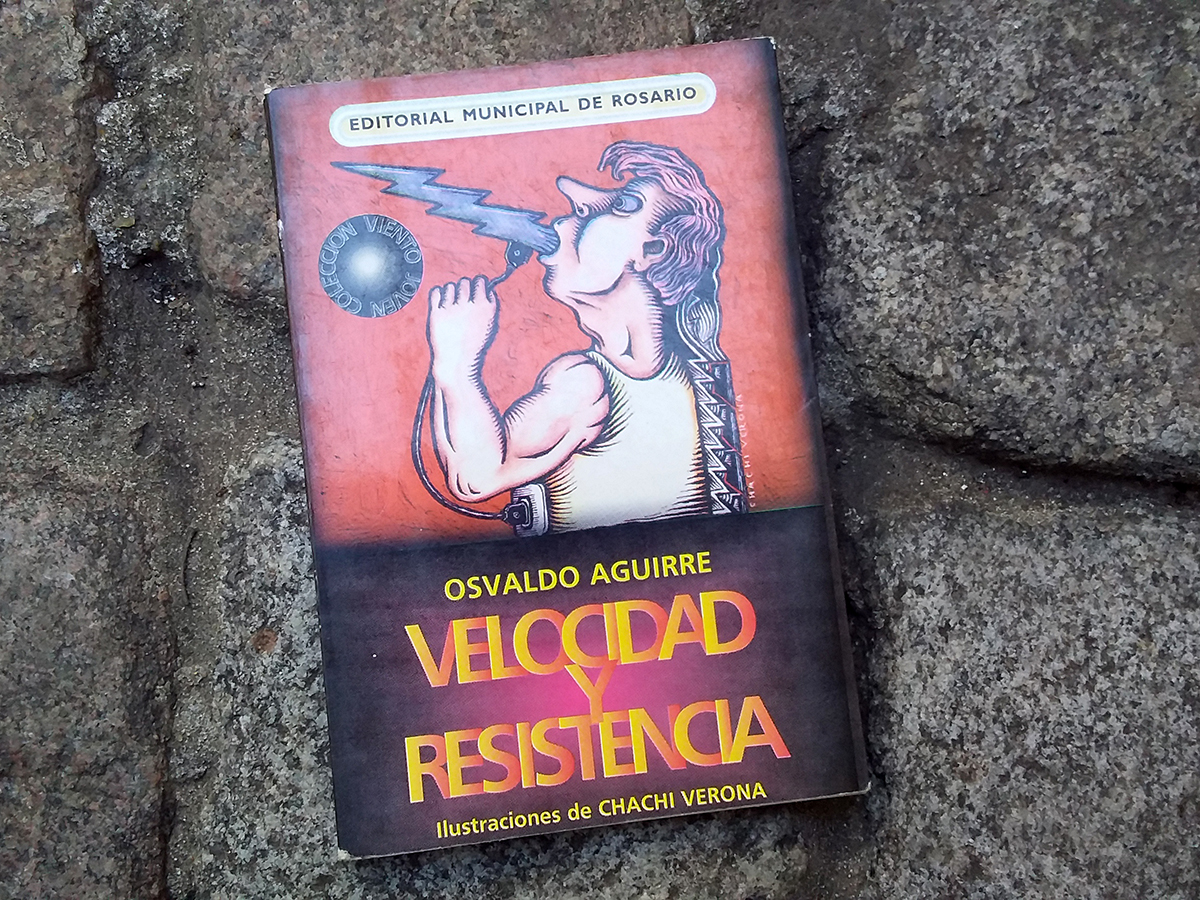 EDITORIAL MUNICIPAL DE ROSARIO
COLECCION VIENTO JOVEN
CHACHI VERONA
OSVALDO AGUIRRE
VELOCIDAD
Y
RESISTENCIA
Ilustraciones de CHACHI VERONA